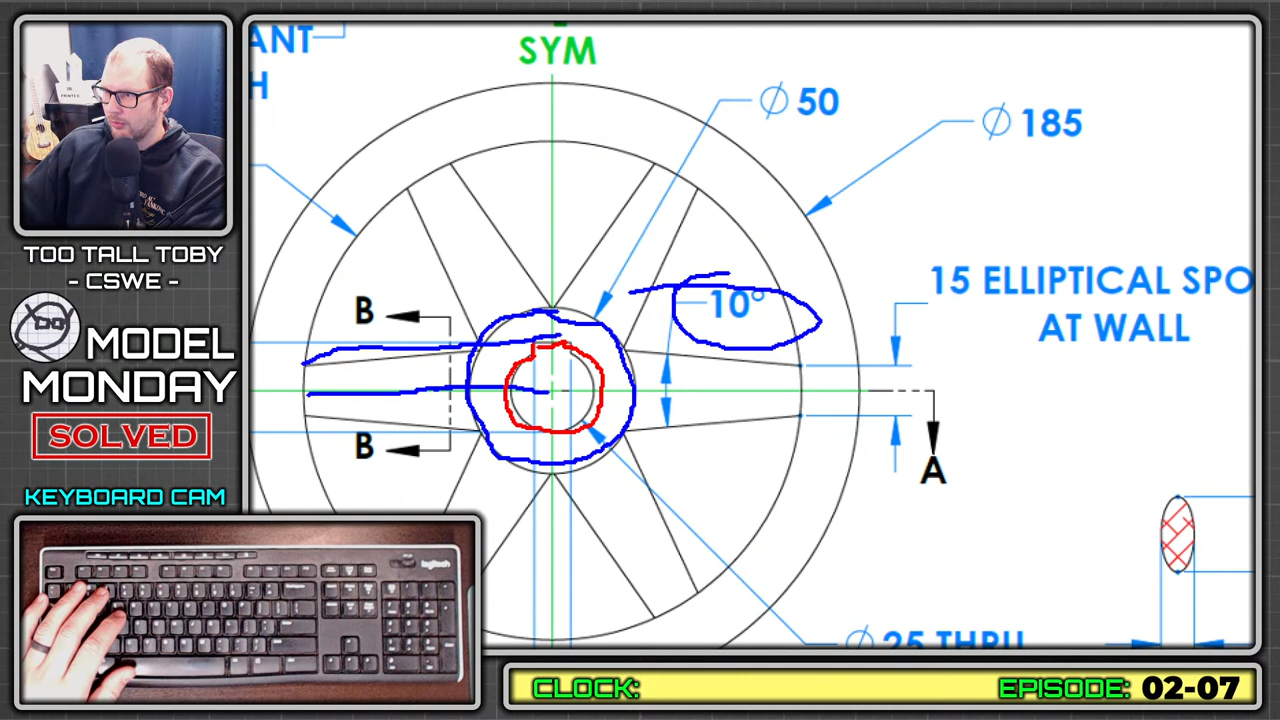 ANT
H
SYM
Ø 50
Ø 185
15 ELLIPTICAL SPO
AT WALL
10°
B
B
A
Ø 25 THRU
TOO TALL TOBY
- CSWE -
MODEL
MONDAY
SOLVED
KEYBOARD CAM
logitech
CLOCK:
EPISODE: 02-07